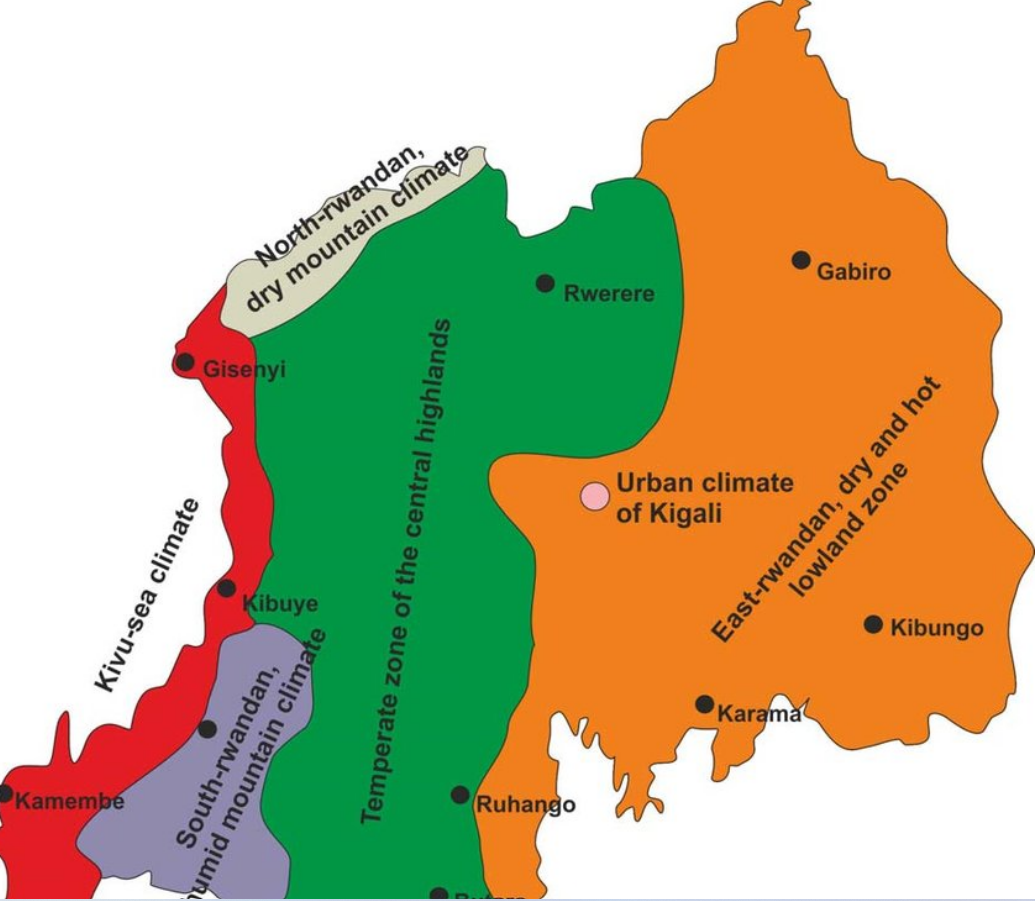 North-rwandan,
dry mountain climate
Gabiro
Rwerere
Gisenyi
Temperate zone of the central highlands
East-rwandan, dry and hot
lowland zone
Urban climate
of Kigali
Kivu-sea climate
Kibuye
Kibungo
South-rwandan,
humid mountain climate
Karama
Kamembe
Ruhango